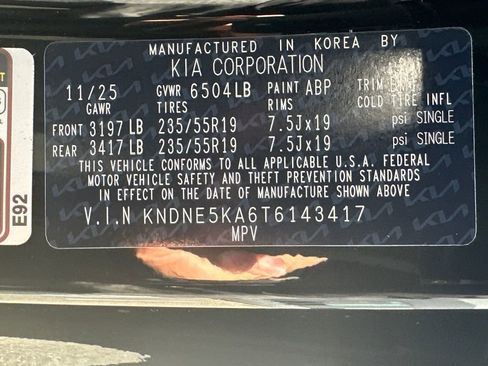 MANUFACTURED IN KOREA BY
KIA CORPORATION
11/25 GVWR 6504LB PAINT ABP TRIM
GAWR TIRES RIMS COLD TIRE INFL
FRONT 3197 LB 235/55R19 7.5Jx19 psi SINGLE
REAR 3417 LB 235/55R19 7.5Jx19 psi SINGLE
THIS VEHICLE CONFORMS TO ALL APPLICABLE U.S.A. FEDERAL
MOTOR VEHICLE SAFETY AND THEFT PREVENTION STANDARDS
IN EFFECT ON THE DATE OF MANUFACTURE SHOWN ABOVE
V.I.N KNDNE5KA6T6143417
MPV
E92